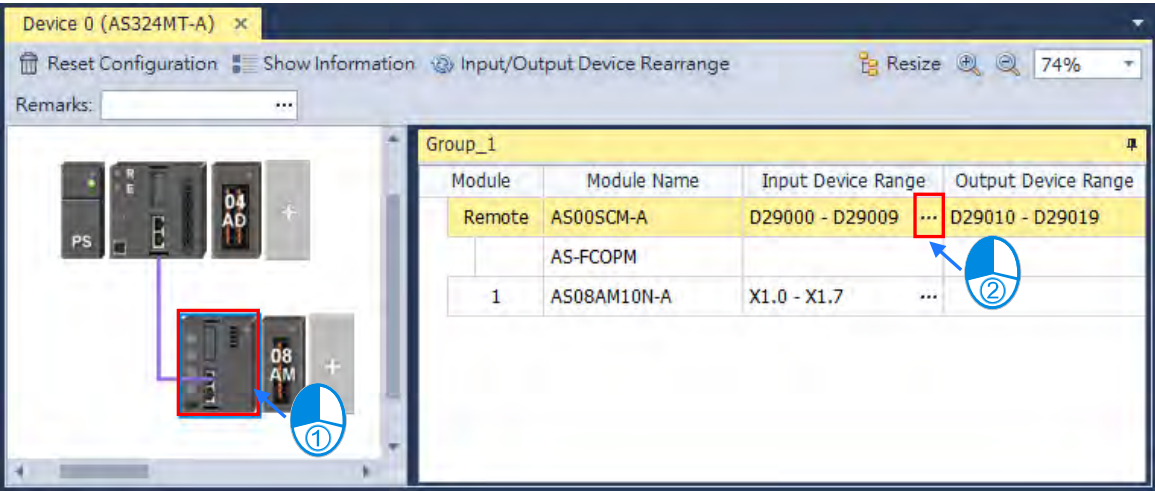 Device 0 (AS324MT-A) ×
Reset Configuration Show Information Input/Output Device Rearrange Resize 74%
Remarks: ...
Group_1
Module Module Name Input Device Range Output Device Range
Remote AS00SCM-A D29000 - D29009 ... D29010 - D29019
AS-FCOPM
1 AS08AM10N-A X1.0 - X1.7 ...
R
E
04
AD
PS
+
08
AM
+
①
②